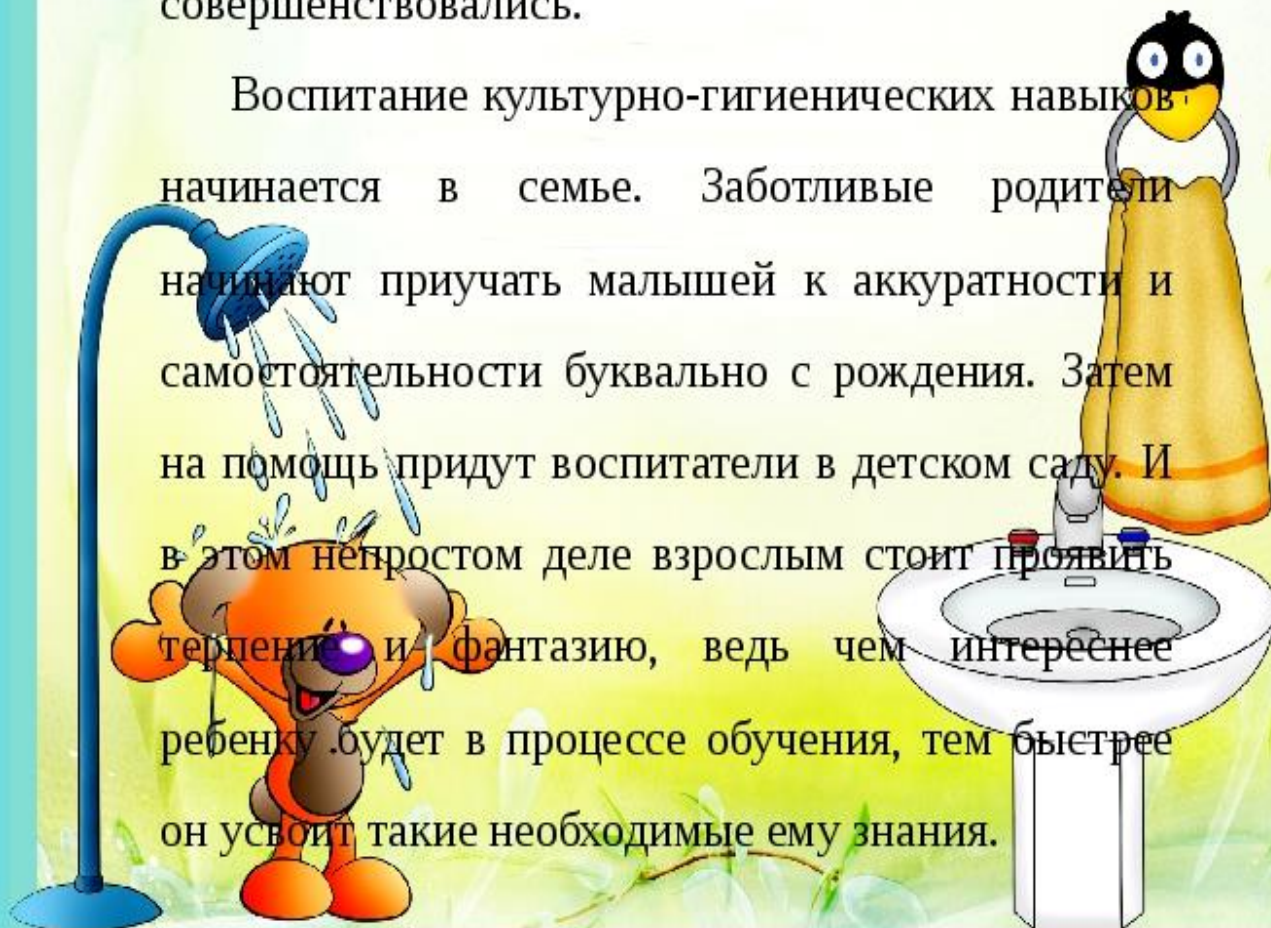 совершенствовались.
Воспитание культурно-гигиенических навыков
начинается в семье. Заботливые родители
начинают приучать малышей к аккуратности и
самостоятельности буквально с рождения. Затем
на помощь придут воспитатели в детском саду. И
в этом непростом деле взрослым стоит проявить
терпение и фантазию, ведь чем интереснее
ребенку будет в процессе обучения, тем быстрее
он усвоит такие необходимые ему знания.